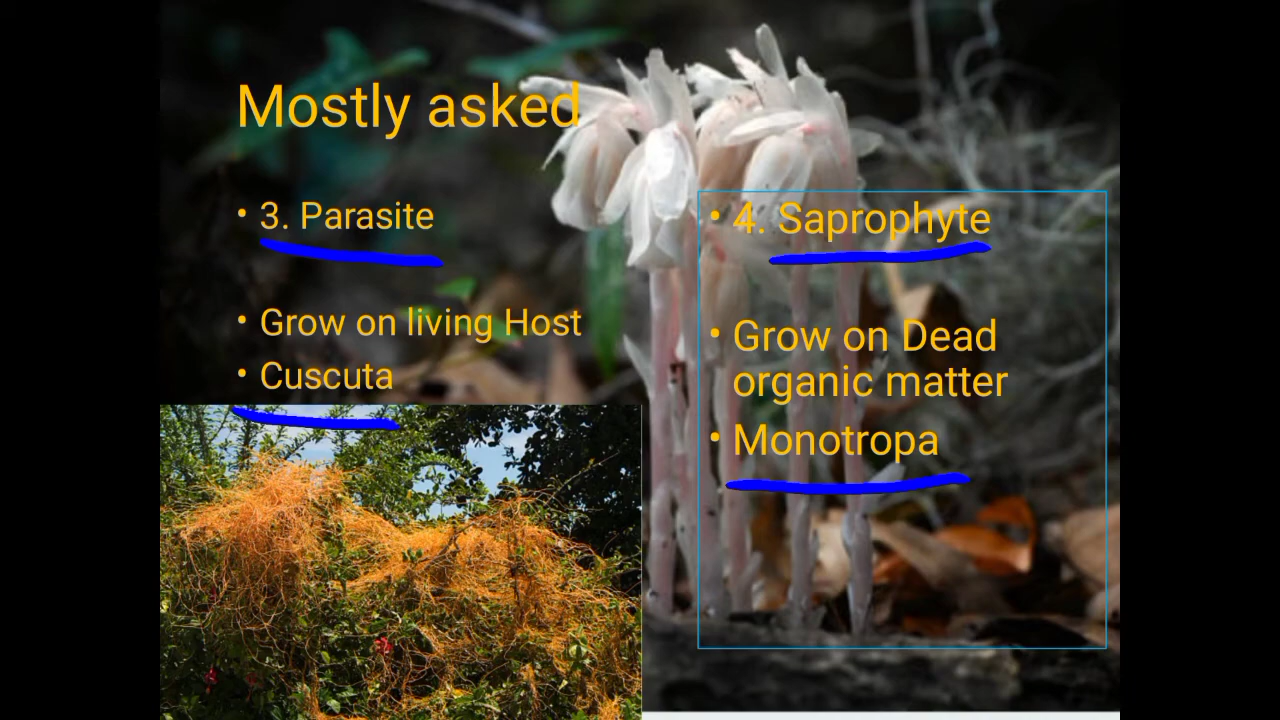 Mostly asked
• 3. Parasite
• Grow on living Host
• Cuscuta
• 4. Saprophyte
• Grow on Dead
organic matter
• Monotropa